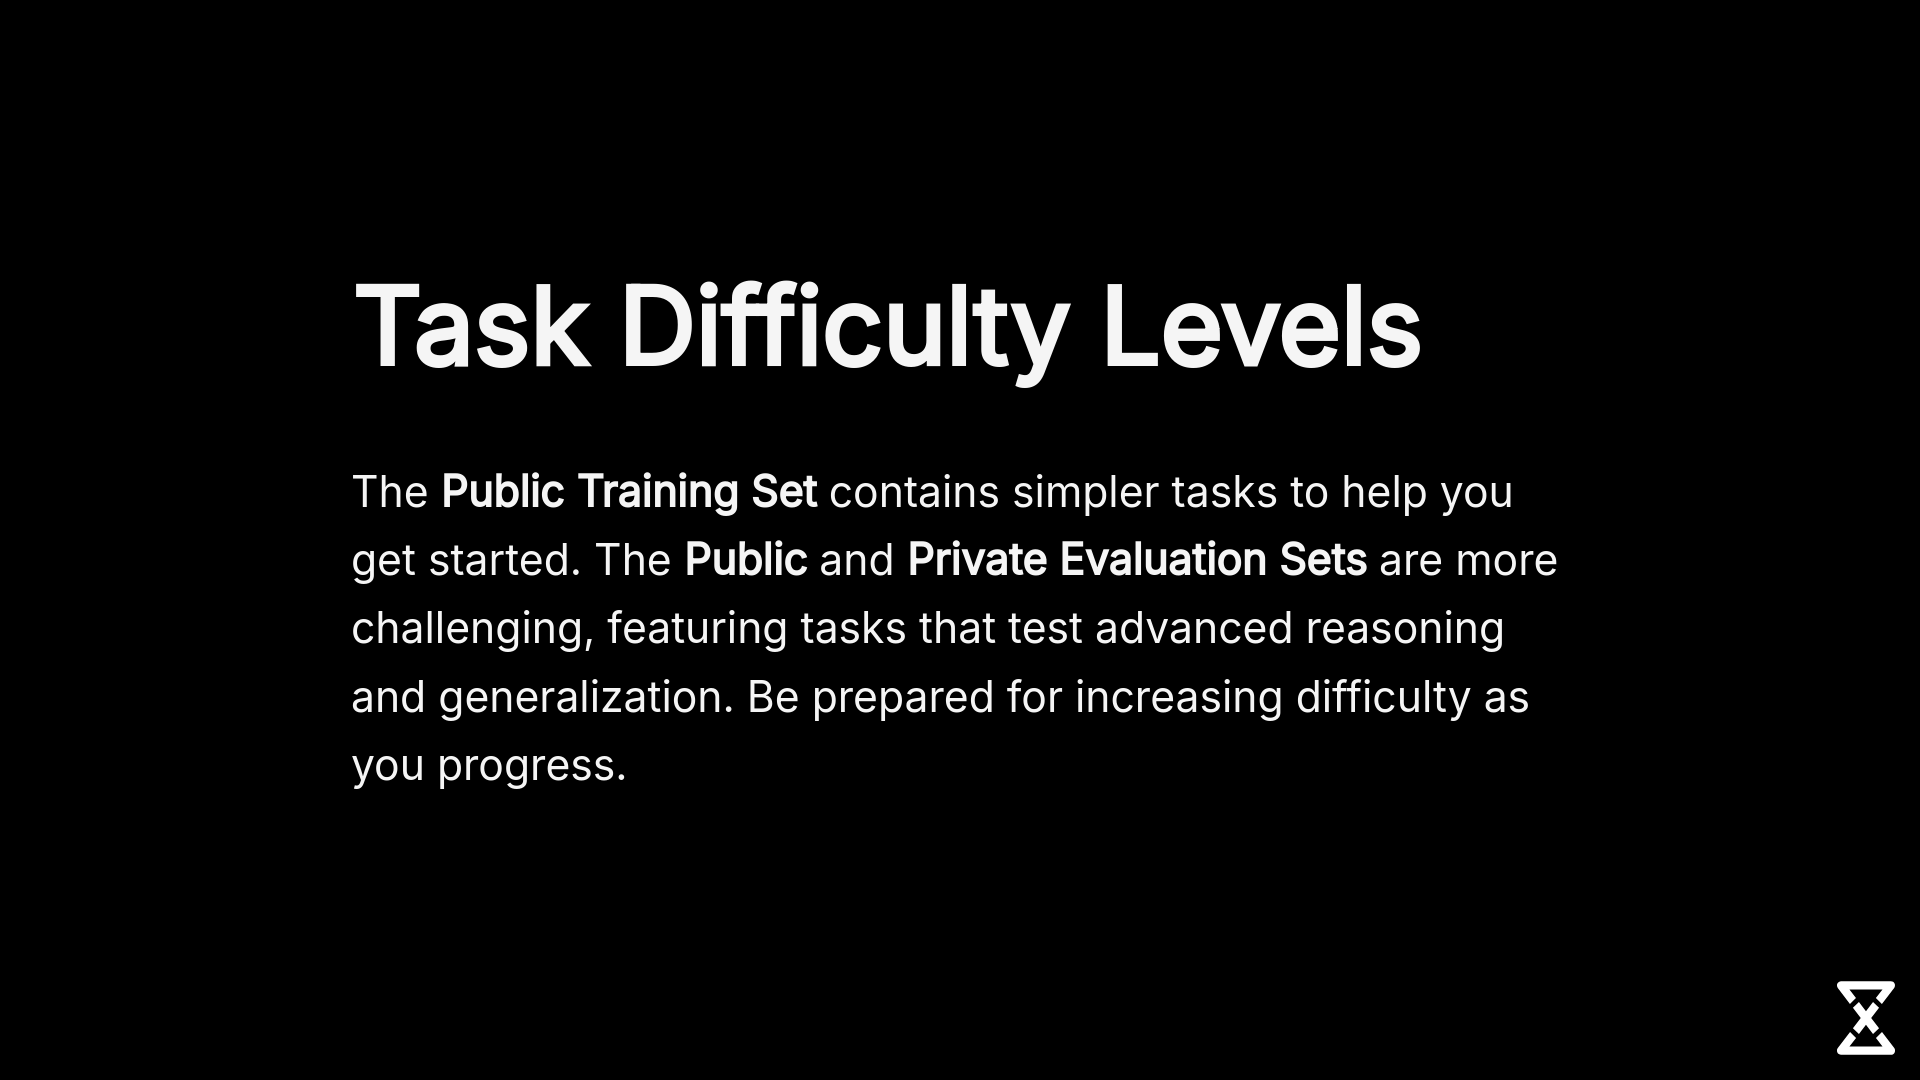 Task Difficulty Levels
The Public Training Set contains simpler tasks to help you
get started. The Public and Private Evaluation Sets are more
challenging, featuring tasks that test advanced reasoning
and generalization. Be prepared for increasing difficulty as
you progress.